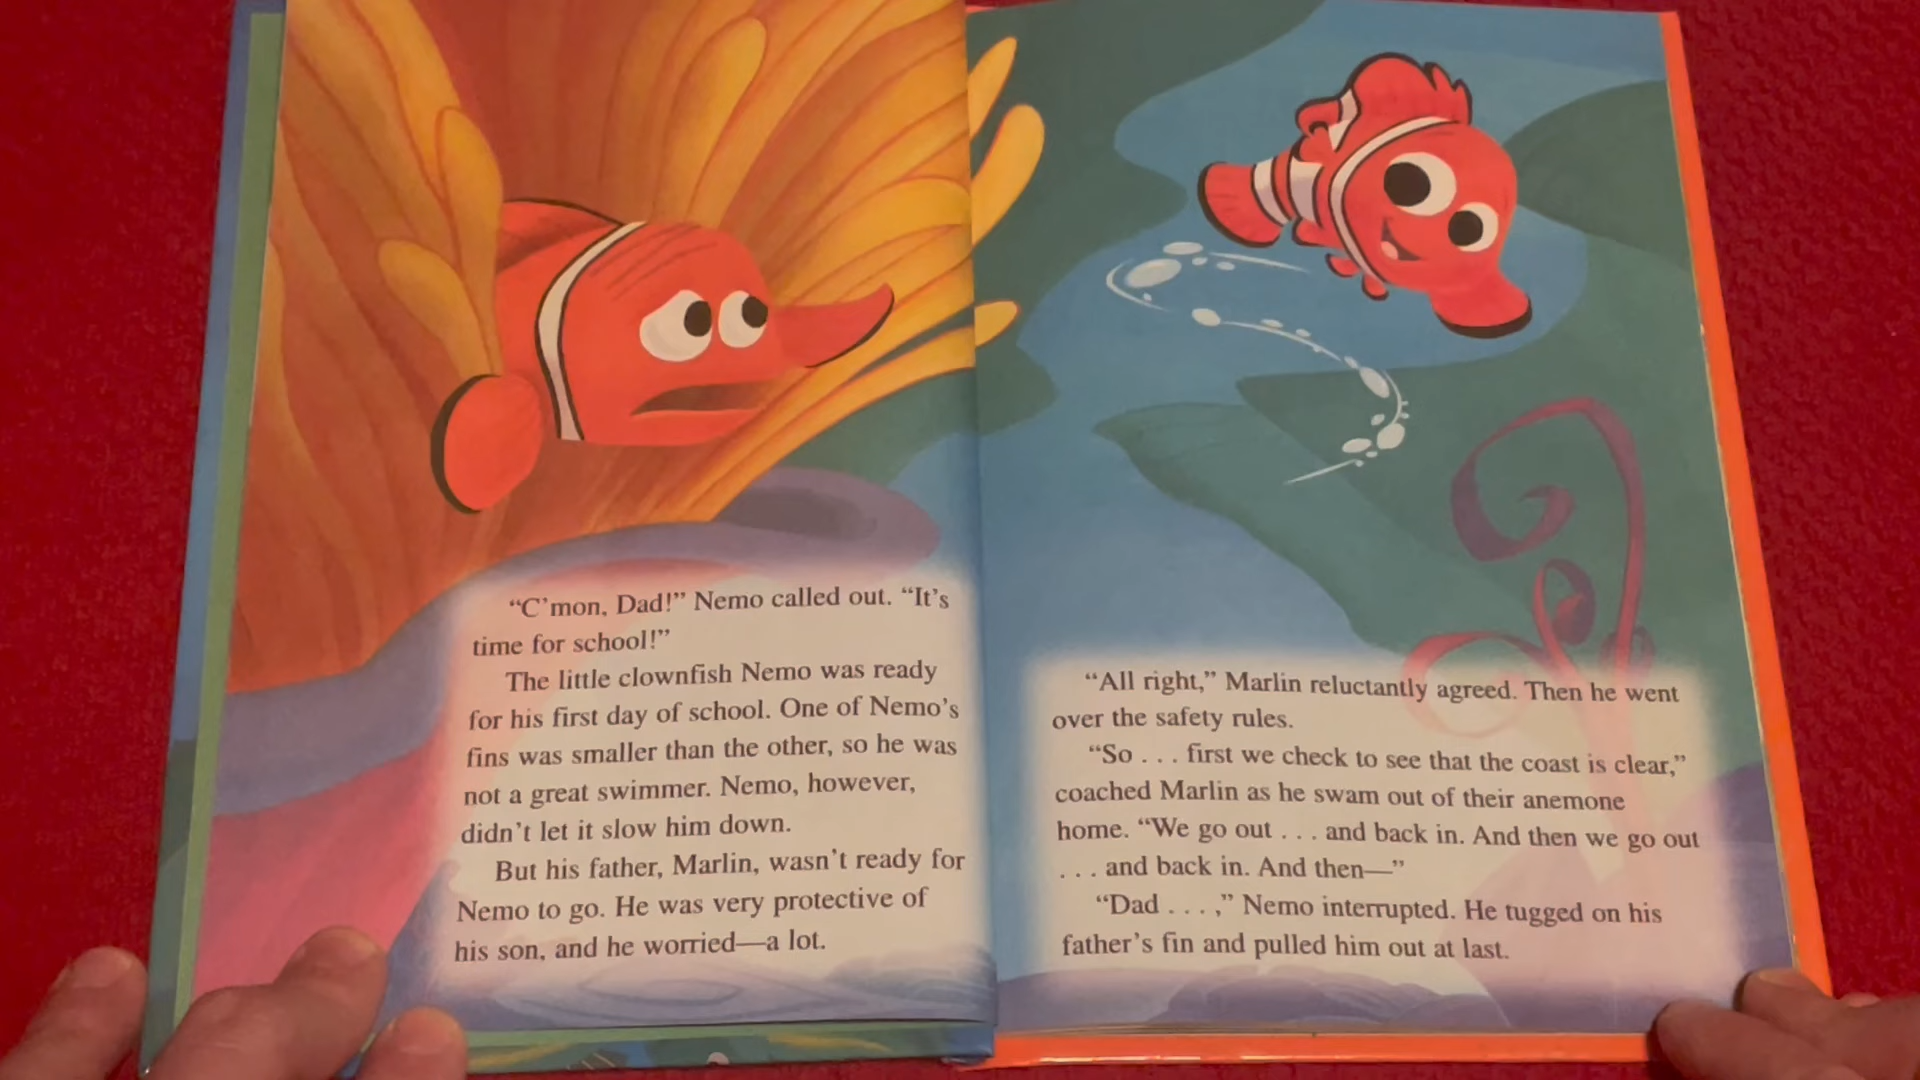 “C’mon, Dad!” Nemo called out. “It’s
time for school!”
The little clownfish Nemo was ready
for his first day of school. One of Nemo’s
fins was smaller than the other, so he was
not a great swimmer. Nemo, however,
didn’t let it slow him down.
But his father, Marlin, wasn’t ready for
Nemo to go. He was very protective of
his son, and he worried—a lot.
“All right,” Marlin reluctantly agreed. Then he went
over the safety rules.
“So . . . first we check to see that the coast is clear,”
coached Marlin as he swam out of their anemone
home. “We go out . . . and back in. And then we go out
. . . and back in. And then—”
“Dad . . . ,” Nemo interrupted. He tugged on his
father’s fin and pulled him out at last.